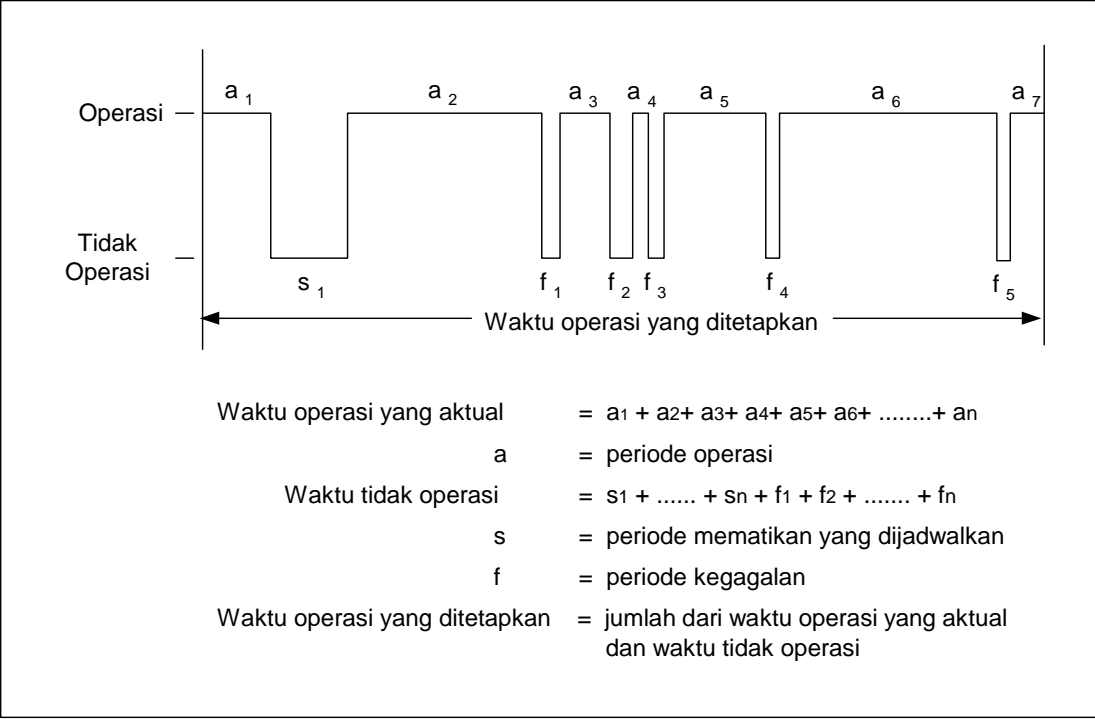 a 1 a 2 a 3 a 4 a 5 a 6 a 7
Operasi
Tidak
Operasi
s 1 f 1 f 2 f 3 f 4 f 5
Waktu operasi yang ditetapkan
Waktu operasi yang aktual = a1 + a2+ a3+ a4+ a5+ a6+ ........+ an
a = periode operasi
Waktu tidak operasi = s1 + ...... + sn + f1 + f2 + ....... + fn
s = periode mematikan yang dijadwalkan
f = periode kegagalan
Waktu operasi yang ditetapkan = jumlah dari waktu operasi yang aktual
dan waktu tidak operasi